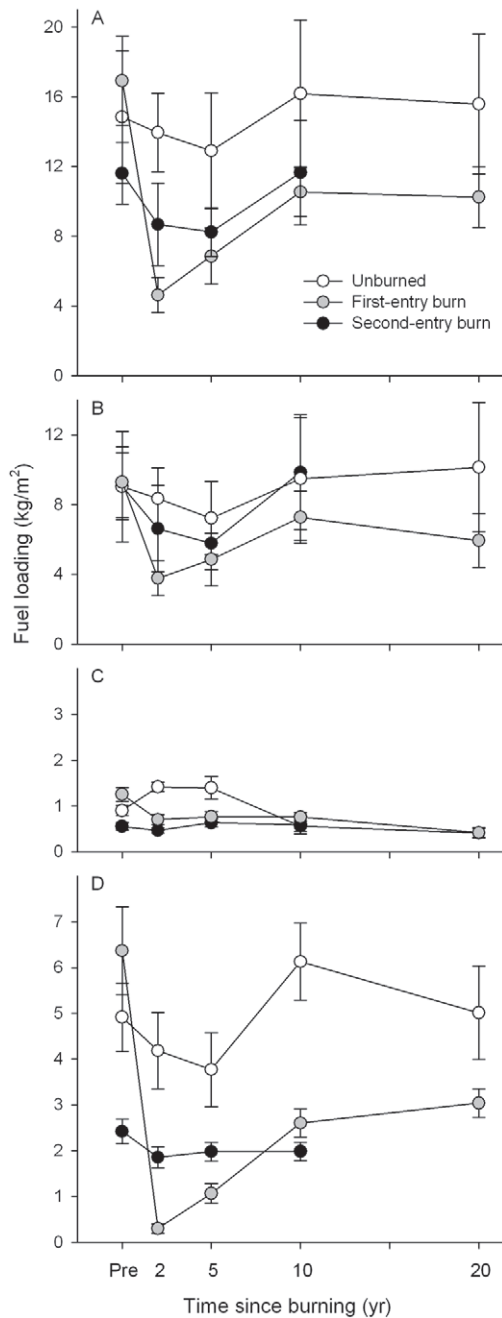 A
20
16
12
8
4
0
Unburned
First-entry burn
Second-entry burn
B
12
8
4
0
Fuel loading (kg/m²)
C
3
2
1
0
D
7
6
5
4
3
2
1
0
Pre 2 5 10 20
Time since burning (yr)